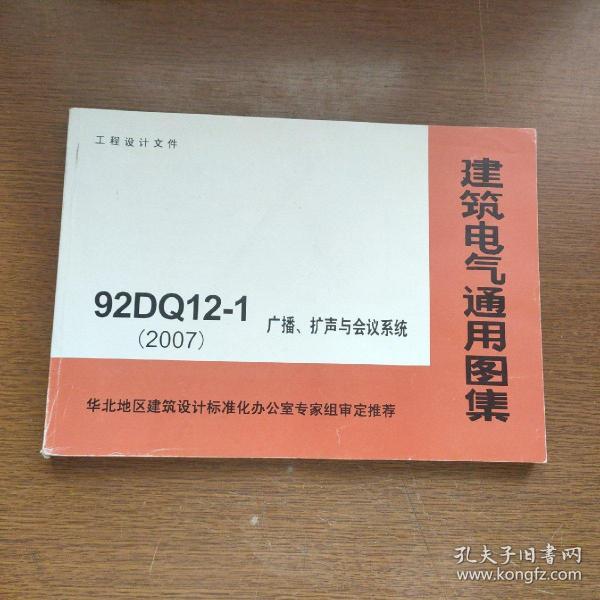 工程设计文件
建筑电气通用图集
92DQ12-1
(2007)
广播、扩声与会议系统
华北地区建筑设计标准化办公室专家组审定推荐
孔夫子旧书网
www.kongfz.com